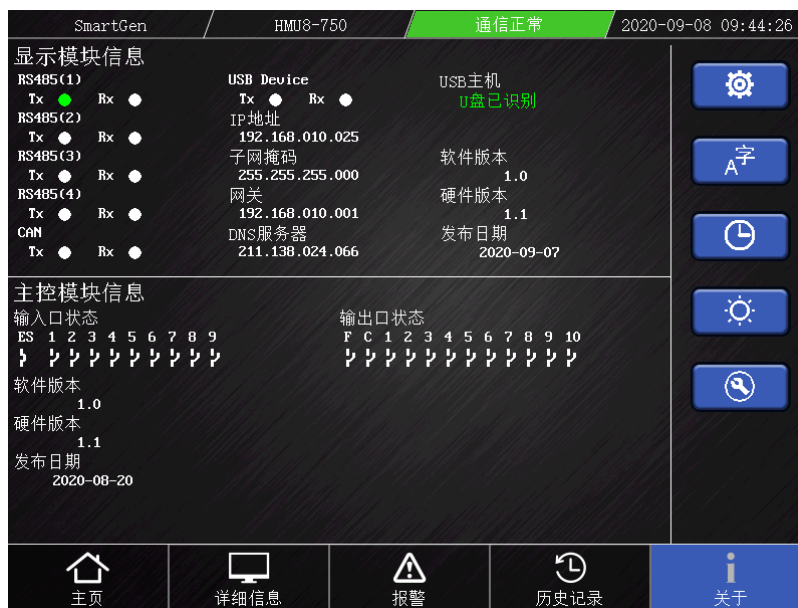 SmartGen HMU8-750 通信正常 2020-09-08 09:44:26
显示模块信息
RS485(1) USB Device USB主机
Tx Rx Tx Rx U盘已识别
RS485(2) IP地址
Tx Rx 192.168.010.025
RS485(3) 子网掩码 软件版本
Tx Rx 255.255.255.000 1.0
RS485(4) 网关 硬件版本
Tx Rx 192.168.010.001 1.1
CAN DNS服务器 发布日期
Tx Rx 211.138.024.066 2020-09-07
A字
主控模块信息
输入口状态 输出口状态
ES 1 2 3 4 5 6 7 8 9 F C 1 2 3 4 5 6 7 8 9 10
软件版本
1.0
硬件版本
1.1
发布日期
2020-08-20
主页 详细信息 报警 历史记录 关于